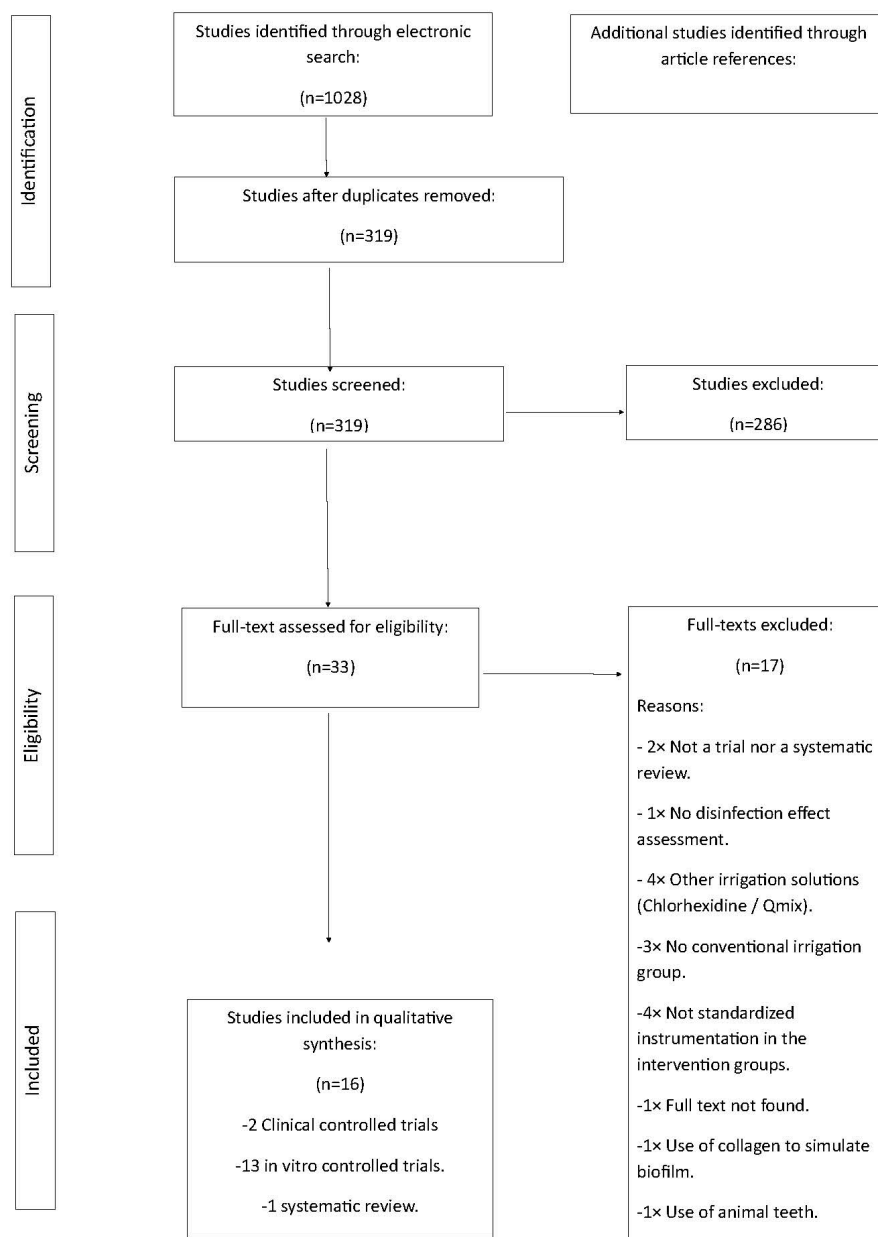 Identification
Studies identified through electronic
search:
(n=1028)
Additional studies identified through
article references:
Studies after duplicates removed:
(n=319)
Screening
Studies screened:
(n=319)
Studies excluded:
(n=286)
Eligibility
Full-text assessed for eligibility:
(n=33)
Full-texts excluded:
(n=17)
Reasons:
- 2× Not a trial nor a systematic
review.
- 1× No disinfection effect
assessment.
- 4× Other irrigation solutions
(Chlorhexidine / Qmix).
-3× No conventional irrigation
group.
-4× Not standardized
instrumentation in the
intervention groups.
-1× Full text not found.
-1× Use of collagen to simulate
biofilm.
-1× Use of animal teeth.
Included
Studies included in qualitative
synthesis:
(n=16)
-2 Clinical controlled trials
-13 in vitro controlled trials.
-1 systematic review.